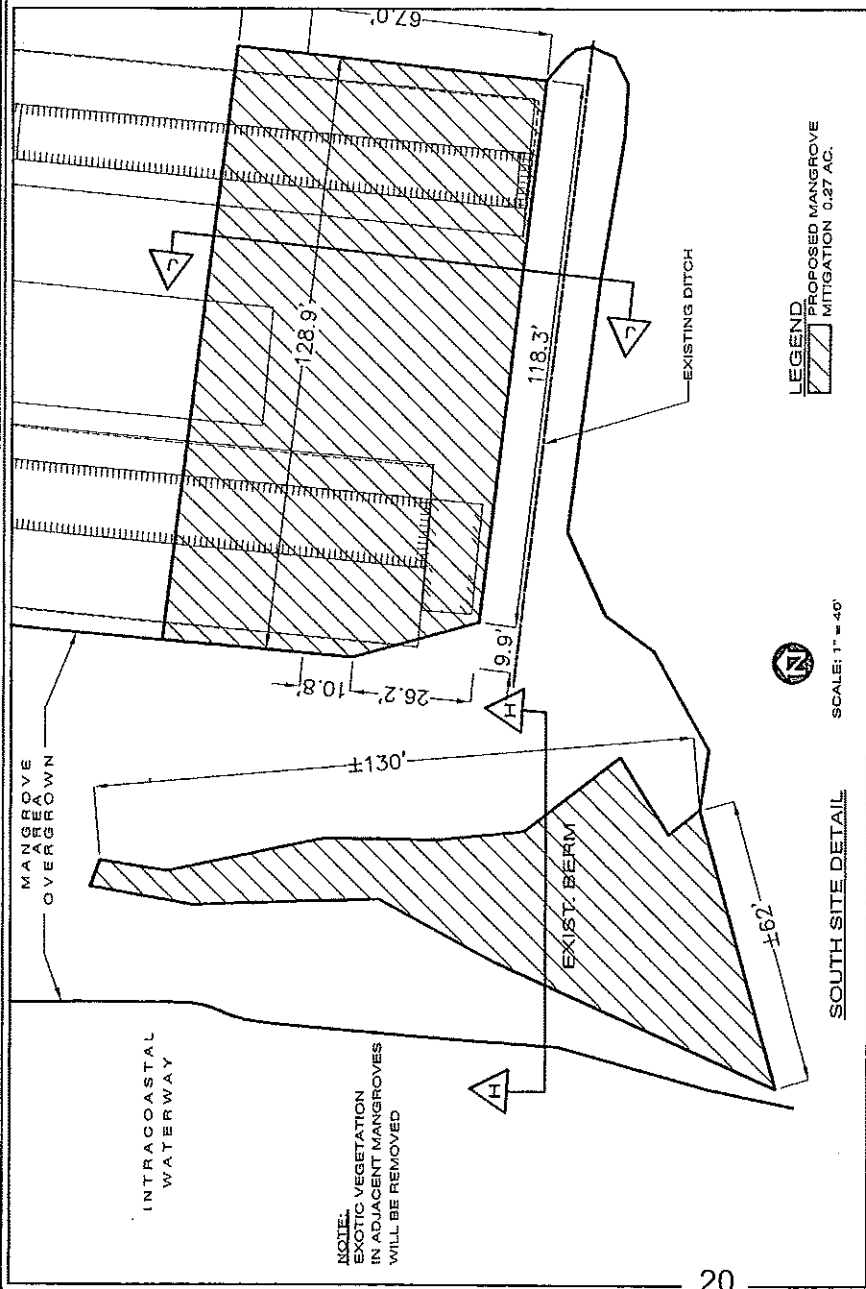 MANGROVE
AREA
OVERGROWN
INTRACOASTAL
WATERWAY
NOTE:
EXOTIC VEGETATION
IN ADJACENT MANGROVES
WILL BE REMOVED
67.0'
128.9'
118.3'
10.8'
26.2'
9.9'
±130'
±62'
J
J
H
H
EXIST. BERM
EXISTING DITCH
LEGEND
PROPOSED MANGROVE
MITIGATION 0.27 AC.
N
SCALE: 1" = 40'
SOUTH SITE DETAIL
20